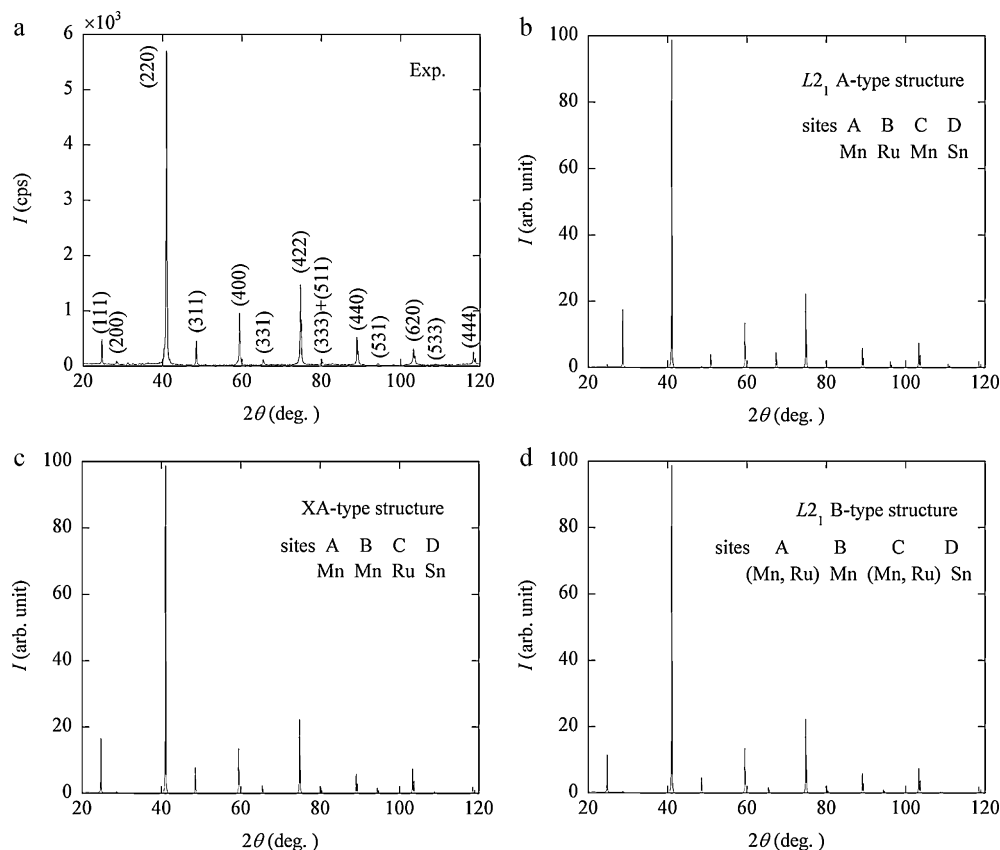 a
×10³
6
5
4
3
2
1
0
I (cps)
20 40 60 80 100 120
2θ (deg. )
Exp.
(111)
(200)
(220)
(311)
(400)
(331)
(422)
(333)+(511)
(440)
(531)
(620)
(533)
(444)
b
100
80
60
40
20
0
I (arb. unit)
20 40 60 80 100 120
2θ (deg. )
L2₁ A-type structure
sites A B C D
Mn Ru Mn Sn
c
100
80
60
40
20
0
I (arb. unit)
20 40 60 80 100 120
2θ (deg. )
XA-type structure
sites A B C D
Mn Mn Ru Sn
d
100
80
60
40
20
0
I (arb. unit)
20 40 60 80 100 120
2θ (deg. )
L2₁ B-type structure
sites A B C D
(Mn, Ru) Mn (Mn, Ru) Sn